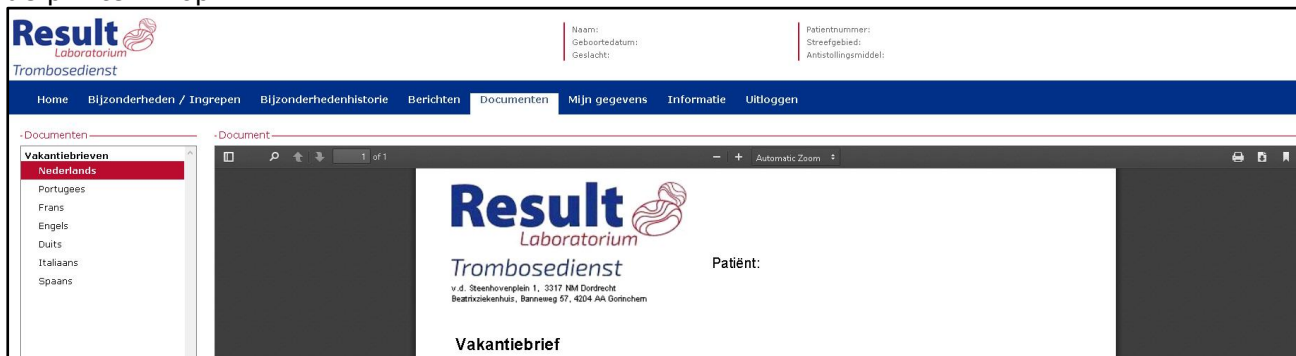 Result
Laboratorium
Trombosedienst
Naam:
Geboortedatum:
Geslacht:
Patientnummer:
Streefgebied:
Antistollingsmiddel:
Home Bijzonderheden / Ingrepen Bijzonderhedenhistorie Berichten Documenten Mijn gegevens Informatie Uitloggen
Documenten
Document
Vakantiebrieven
Nederlands
Portugees
Frans
Engels
Duits
Italiaans
Spaans
1 of 1
Automatic Zoom
Result
Laboratorium
Trombosedienst
v.d. Steenhovenplein 1, 3317 NM Dordrecht
Beatrixziekenhuis, Banneweg 57, 4204 AA Gorinchem
Patiënt:
Vakantiebrief